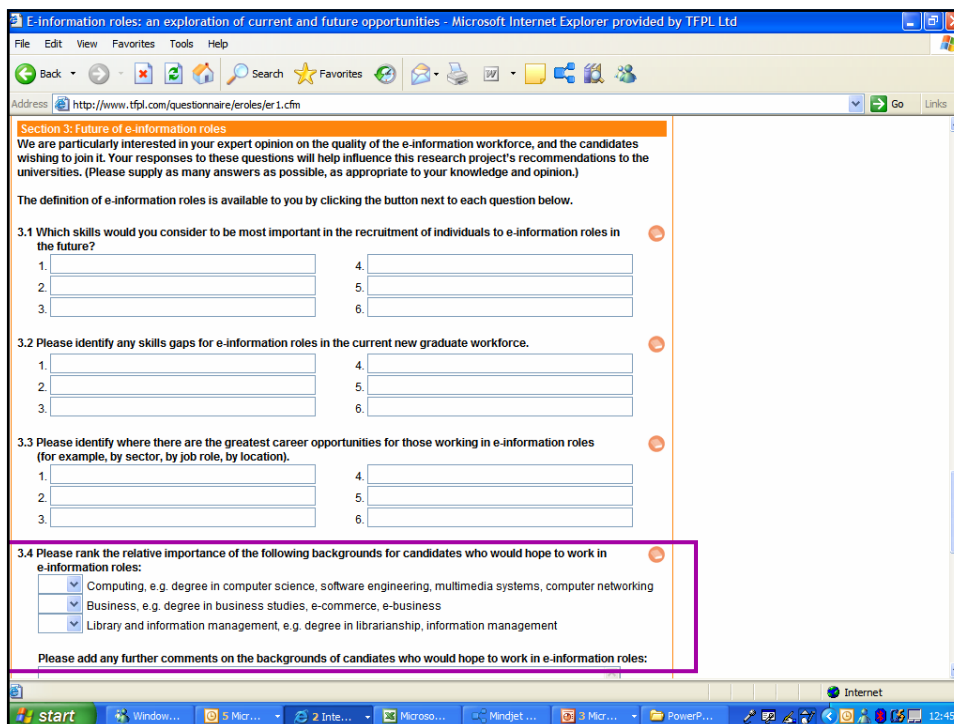 E-information roles: an exploration of current and future opportunities - Microsoft Internet Explorer provided by TFPL Ltd
File Edit View Favorites Tools Help
Back Search Favorites
Address http://www.tfpl.com/questionnaire/eroles/er1.cfm Go Links
Section 3: Future of e-information roles
We are particularly interested in your expert opinion on the quality of the e-information workforce, and the candidates
wishing to join it. Your responses to these questions will help influence this research project's recommendations to the
universities. (Please supply as many answers as possible, as appropriate to your knowledge and opinion.)
The definition of e-information roles is available to you by clicking the button next to each question below.
3.1 Which skills would you consider to be most important in the recruitment of individuals to e-information roles in
the future?
1. 4.
2. 5.
3. 6.
3.2 Please identify any skills gaps for e-information roles in the current new graduate workforce.
1. 4.
2. 5.
3. 6.
3.3 Please identify where there are the greatest career opportunities for those working in e-information roles
(for example, by sector, by job role, by location).
1. 4.
2. 5.
3. 6.
3.4 Please rank the relative importance of the following backgrounds for candidates who would hope to work in
e-information roles:
Computing, e.g. degree in computer science, software engineering, multimedia systems, computer networking
Business, e.g. degree in business studies, e-commerce, e-business
Library and information management, e.g. degree in librarianship, information management
Please add any further comments on the backgrounds of candiates who would hope to work in e-information roles:
Internet
start Window... 5 Micr... 2 Inte... Microso... Mindjet ... 3 Micr... PowerP... 12:45